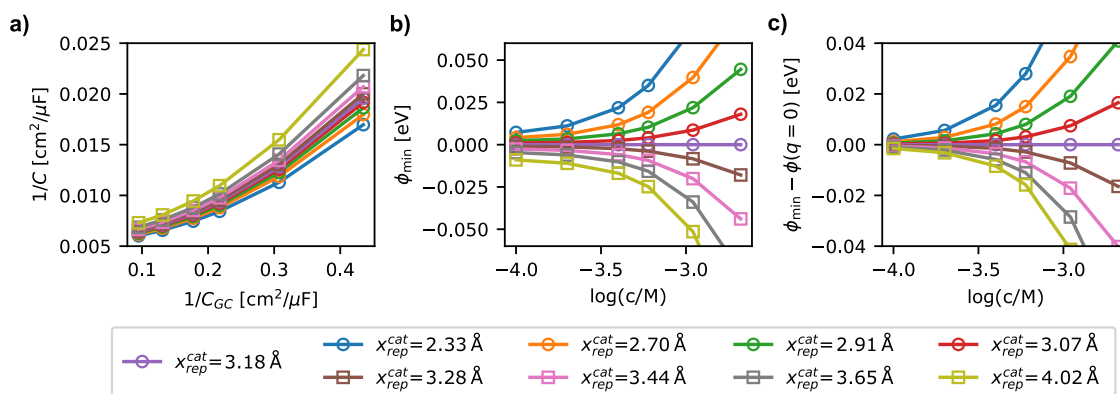 a)
0.025
0.020
0.015
0.010
0.005
0.1 0.2 0.3 0.4
1/C [cm²/μF]
1/C_GC [cm²/μF]
b)
0.050
0.025
0.000
−0.025
−0.050
−4.0 −3.5 −3.0
ϕ_min [eV]
log(c/M)
c)
0.04
0.02
0.00
−0.02
−0.04
−4.0 −3.5 −3.0
ϕ_min − ϕ(q = 0) [eV]
log(c/M)
x_rep^cat=3.18 Å
x_rep^cat=2.33 Å x_rep^cat=2.70 Å x_rep^cat=2.91 Å x_rep^cat=3.07 Å
x_rep^cat=3.28 Å x_rep^cat=3.44 Å x_rep^cat=3.65 Å x_rep^cat=4.02 Å